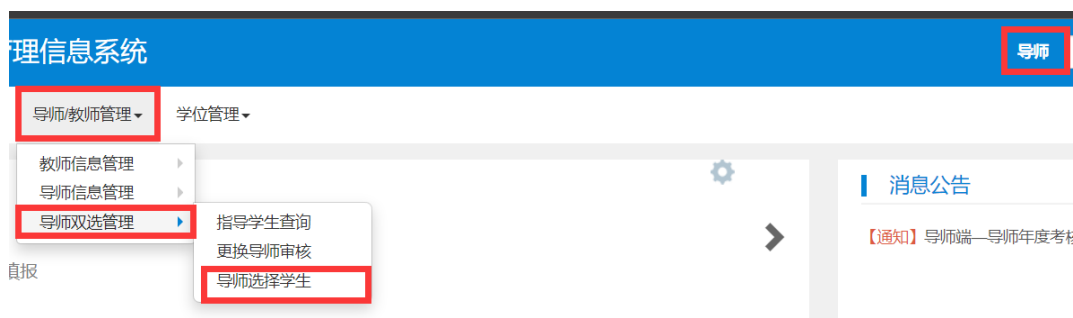 理信息系统
导师
导师/教师管理
学位管理
教师信息管理
导师信息管理
导师双选管理
指导学生查询
更换导师审核
导师选择学生
消息公告
【通知】导师端—导师年度考核
填报